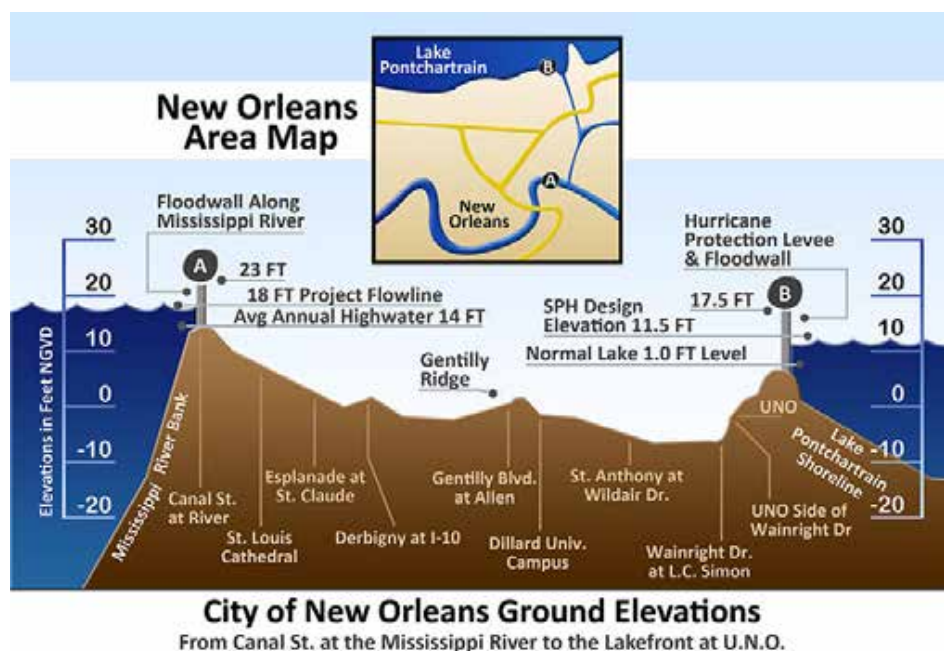 New Orleans
Area Map
Lake
Pontchartrain
B
A
New
Orleans
Floodwall Along
Mississippi River
A
23 FT
18 FT Project Flowline
Avg Annual Highwater 14 FT
Hurricane
Protection Levee
& Floodwall
B
17.5 FT
SPH Design
Elevation 11.5 FT
Normal Lake 1.0 FT Level
Gentilly
Ridge
Elevations in Feet NGVD
30
20
10
0
-10
-20
30
20
10
0
-10
-20
Mississippi River Bank
Canal St.
at River
St. Louis
Cathedral
Esplanade at
St. Claude
Derbigny at I-10
Gentilly Blvd.
at Allen
Dillard Univ.
Campus
St. Anthony at
Wildair Dr.
Wainright Dr.
at L.C. Simon
UNO
UNO Side of
Wainright Dr
Lake Pontchartrain
Shoreline
City of New Orleans Ground Elevations
From Canal St. at the Mississippi River to the Lakefront at U.N.O.